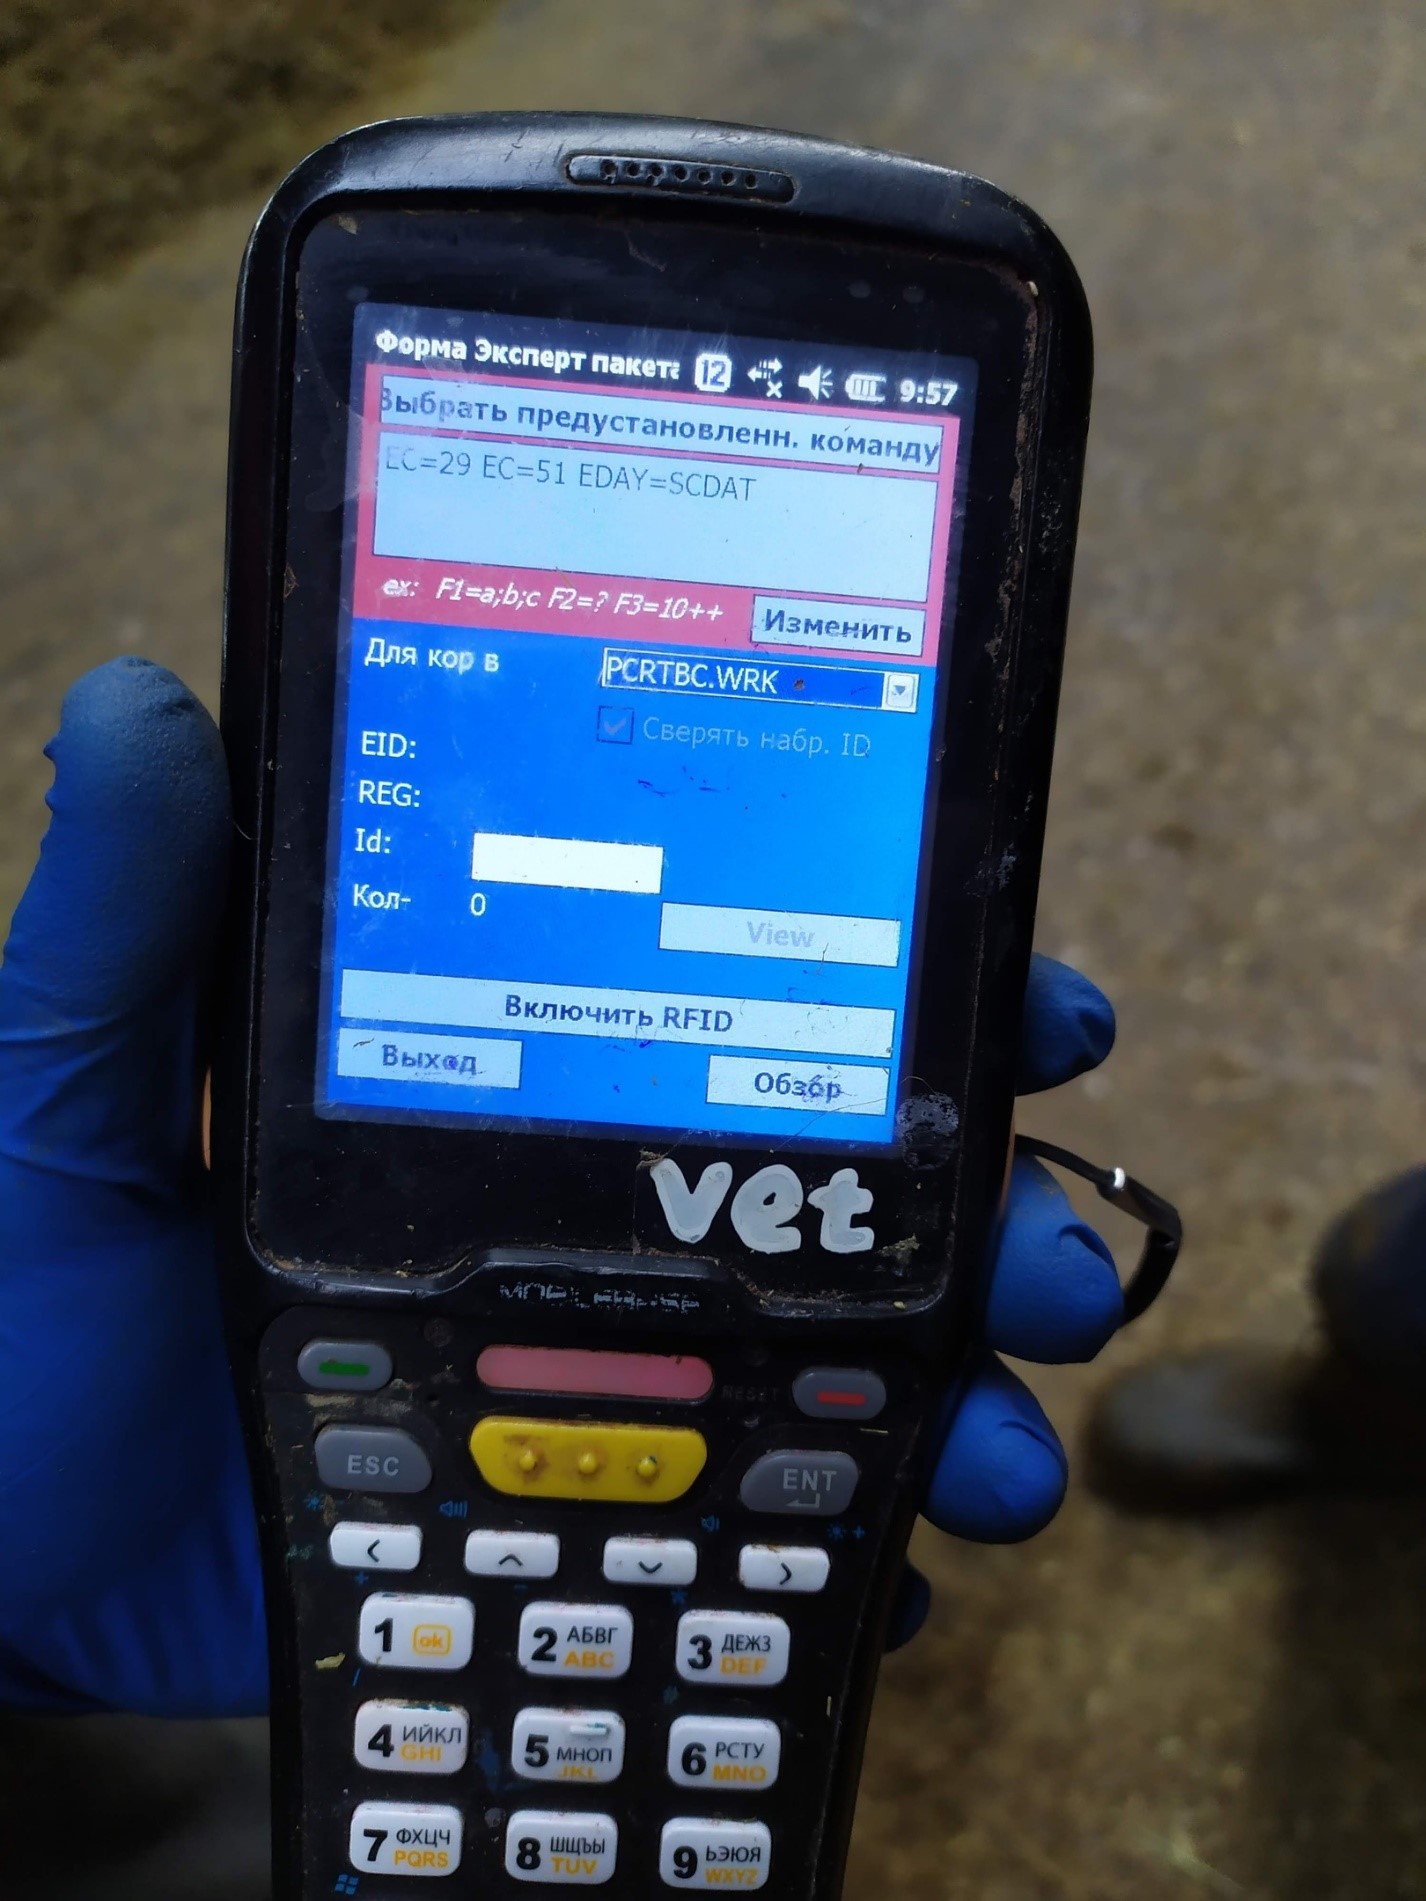 Форма Эксперт пакета 12 9:57
Выбрать предустановленн. команду
EC=29 EC=51 EDAY=SCDAT
ex: F1=a;b;c F2=? F3=10++
Изменить
Для кор в PCRTBC.WRK
Сверять набр. ID
EID:
REG:
Id:
Кол- 0
View
Включить RFID
Выход Обзор
vet
RESET
ESC ENT
1 ok 2 АБВГ ABC 3 ДЕЖЗ DEF
4 ИЙКЛ GHI 5 МНОП JKL 6 РСТУ MNO
7 ФХЦЧ PQRS 8 ШЩЪЫ TUV 9 ЬЭЮЯ WXYZ